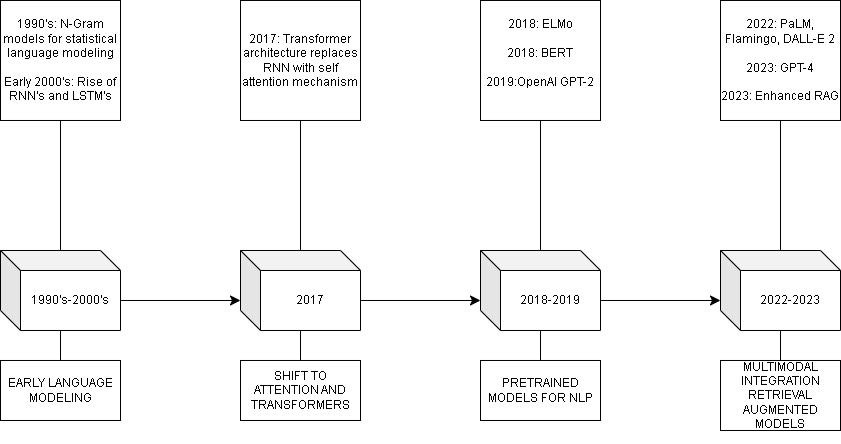 1990's: N-Gram
models for statistical
language modeling
Early 2000's: Rise of
RNN's and LSTM's
2017: Transformer
architecture replaces
RNN with self
attention mechanism
2018: ELMo
2018: BERT
2019:OpenAI GPT-2
2022: PaLM,
Flamingo, DALL-E 2
2023: GPT-4
2023: Enhanced RAG
1990's-2000's
2017
2018-2019
2022-2023
EARLY LANGUAGE
MODELING
SHIFT TO
ATTENTION AND
TRANSFORMERS
PRETRAINED
MODELS FOR NLP
MULTIMODAL
INTEGRATION
RETRIEVAL
AUGMENTED
MODELS